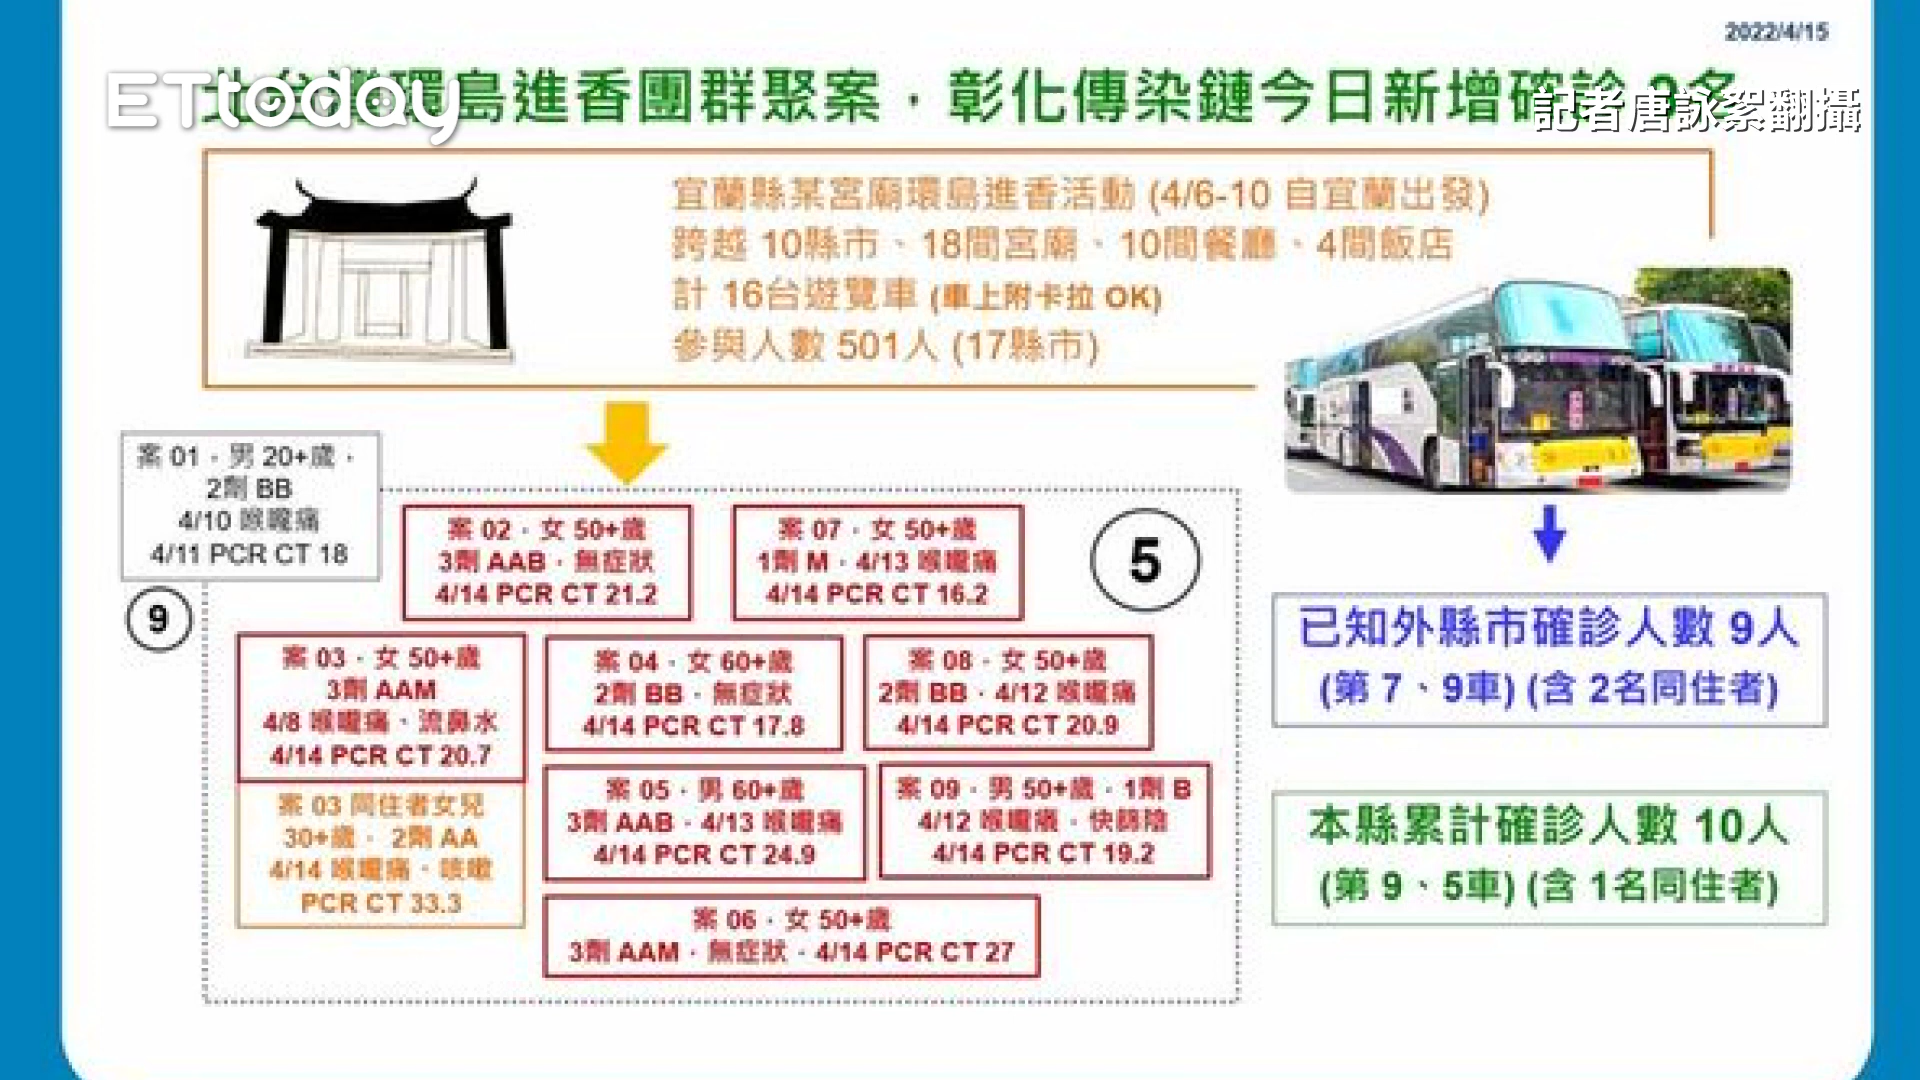 2022/4/15
ETtoday
環島進香團群聚案，彰化傳染鏈今日新增確診 9名
記者唐詠絮翻攝
宜蘭縣某宮廟環島進香活動 (4/6-10 自宜蘭出發)
跨越 10縣市、18間宮廟、10間餐廳、4間飯店
計 16台遊覽車 (車上附卡拉 OK)
參與人數 501人 (17縣市)
案 01，男 20+歲，
2劑 BB
4/10 喉嚨痛
4/11 PCR CT 18
9
案 02，女 50+歲
3劑 AAB，無症狀
4/14 PCR CT 21.2
案 07，女 50+歲
1劑 M，4/13 喉嚨痛
4/14 PCR CT 16.2
5
案 03，女 50+歲
3劑 AAM
4/8 喉嚨痛、流鼻水
4/14 PCR CT 20.7
案 04，女 60+歲
2劑 BB，無症狀
4/14 PCR CT 17.8
案 08，女 50+歲
2劑 BB，4/12 喉嚨痛
4/14 PCR CT 20.9
案 03 同住者女兒
30+歲， 2劑 AA
4/14 喉嚨痛、咳嗽
PCR CT 33.3
案 05，男 60+歲
3劑 AAB，4/13 喉嚨痛
4/14 PCR CT 24.9
案 09，男 50+歲，1劑 B
4/12 喉嚨癢，快篩陰
4/14 PCR CT 19.2
案 06，女 50+歲
3劑 AAM，無症狀，4/14 PCR CT 27
已知外縣市確診人數 9人
(第 7、9車) (含 2名同住者)
本縣累計確診人數 10人
(第 9、5車) (含 1名同住者)